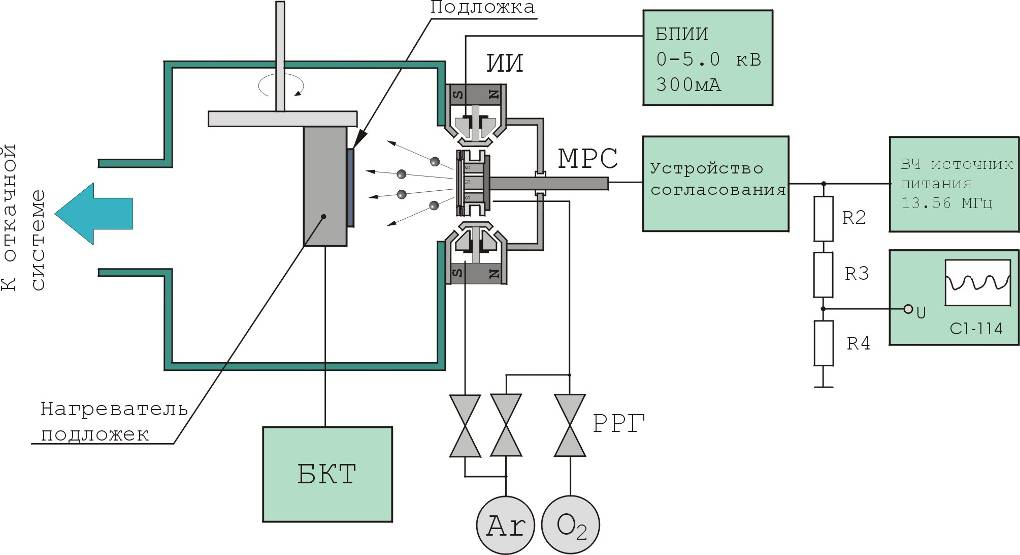 Подложка
БПИИ
0-5.0 кВ
300мА
ИИ
S N
МРС
Устройство
согласования
ВЧ источник
питания
13.56 МГц
R2
R3
R4
U
С1-114
К откачной
системе
S N
Нагреватель
подложек
БКТ
РРГ
Ar
O2